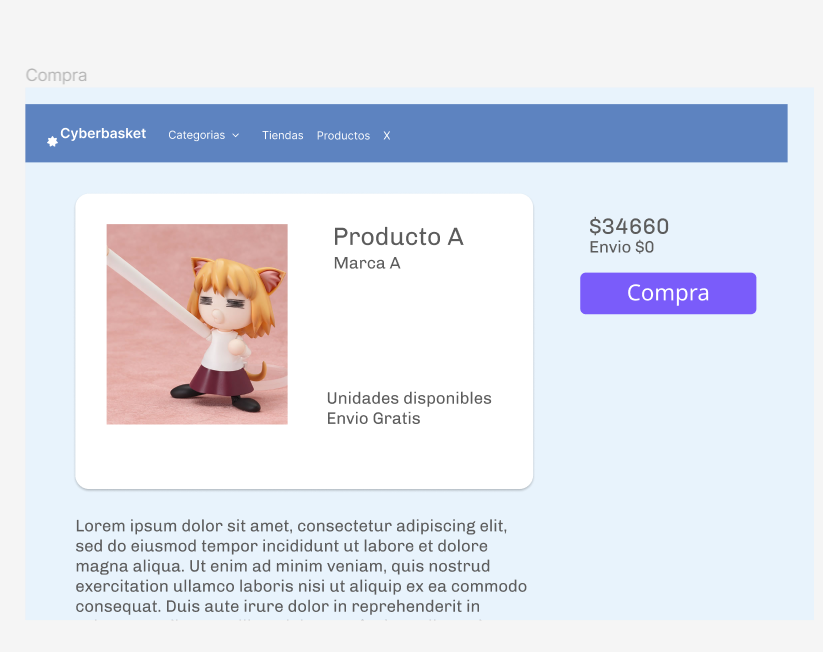 Compra
Cyberbasket Categorias Tiendas Productos X
Producto A
Marca A
Unidades disponibles
Envio Gratis
$34660
Envio $0
Compra
Lorem ipsum dolor sit amet, consectetur adipiscing elit,
sed do eiusmod tempor incididunt ut labore et dolore
magna aliqua. Ut enim ad minim veniam, quis nostrud
exercitation ullamco laboris nisi ut aliquip ex ea commodo
consequat. Duis aute irure dolor in reprehenderit in